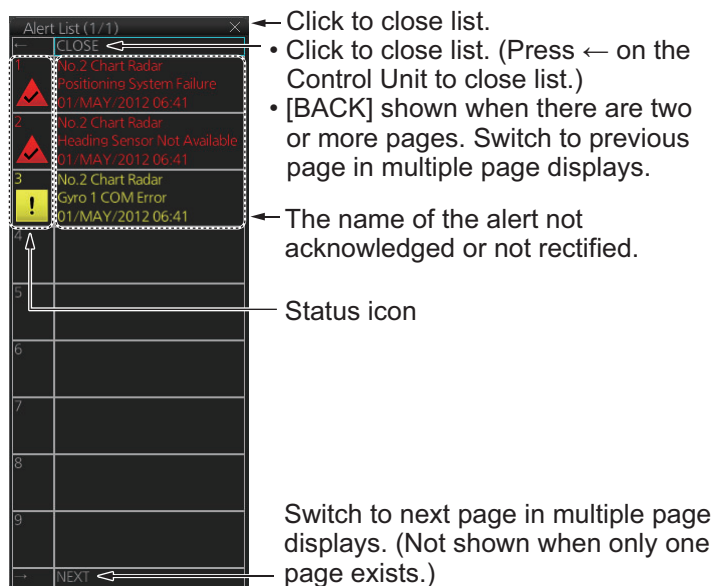 Alert List (1/1) ×
← CLOSE
1 No.2 Chart Radar
Positioning System Failure
01/MAY/2012 06:41
2 No.2 Chart Radar
Heading Sensor Not Available
01/MAY/2012 06:41
3 No.2 Chart Radar
Gyro 1 COM Error
! 01/MAY/2012 06:41
4
5
6
7
8
9
→ NEXT
Click to close list.
• Click to close list. (Press ← on the
Control Unit to close list.)
• [BACK] shown when there are two
or more pages. Switch to previous
page in multiple page displays.
The name of the alert not
acknowledged or not rectified.
Status icon
Switch to next page in multiple page
displays. (Not shown when only one
page exists.)